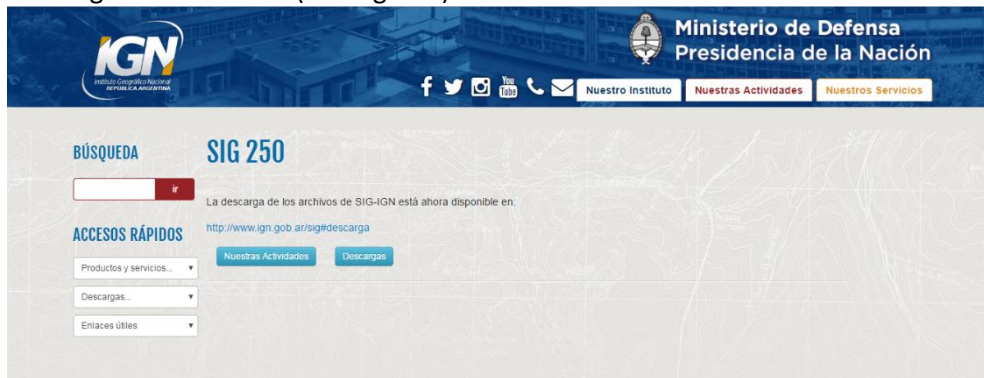 IGN
Instituto Geográfico Nacional
REPÚBLICA ARGENTINA
Ministerio de Defensa
Presidencia de la Nación
You
Tube
Nuestro Instituto
Nuestras Actividades
Nuestros Servicios
BÚSQUEDA
ir
ACCESOS RÁPIDOS
Productos y servicios...
Descargas...
Enlaces útiles
SIG 250
La descarga de los archivos de SIG-IGN está ahora disponible en:
http://www.ign.gob.ar/sig#descarga
Nuestras Actividades
Descargas